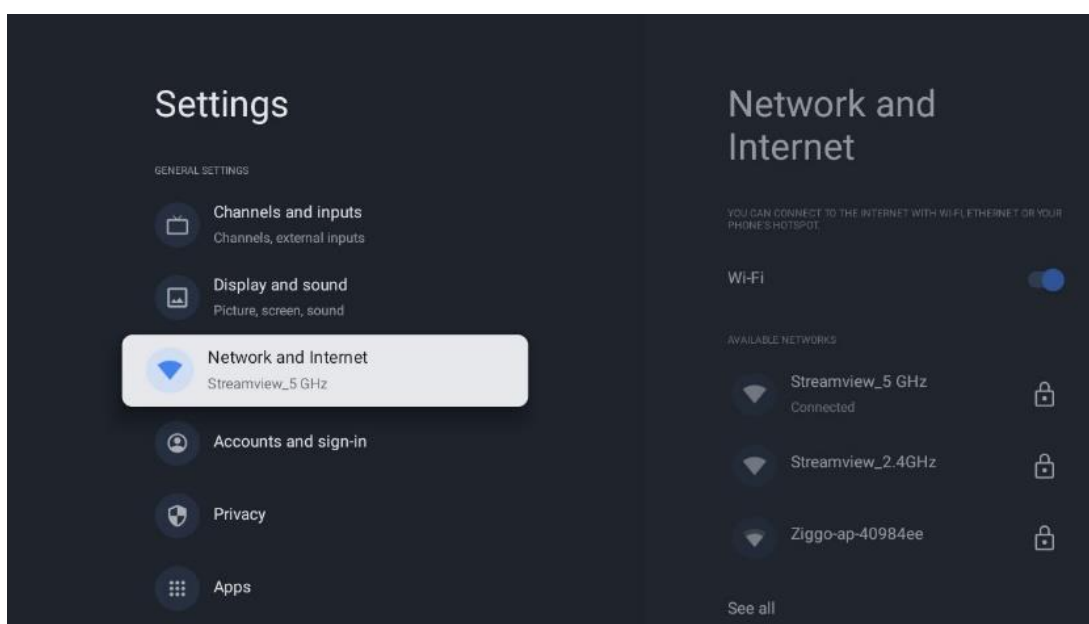 Settings
GENERAL SETTINGS
Channels and inputs
Channels, external inputs
Display and sound
Picture, screen, sound
Network and Internet
Streamview_5 GHz
Accounts and sign-in
Privacy
Apps
Network and
Internet
YOU CAN CONNECT TO THE INTERNET WITH WI-FI, ETHERNET OR YOUR
PHONE'S HOTSPOT.
Wi-Fi
AVAILABLE NETWORKS
Streamview_5 GHz
Connected
Streamview_2.4GHz
Ziggo-ap-40984ee
See all